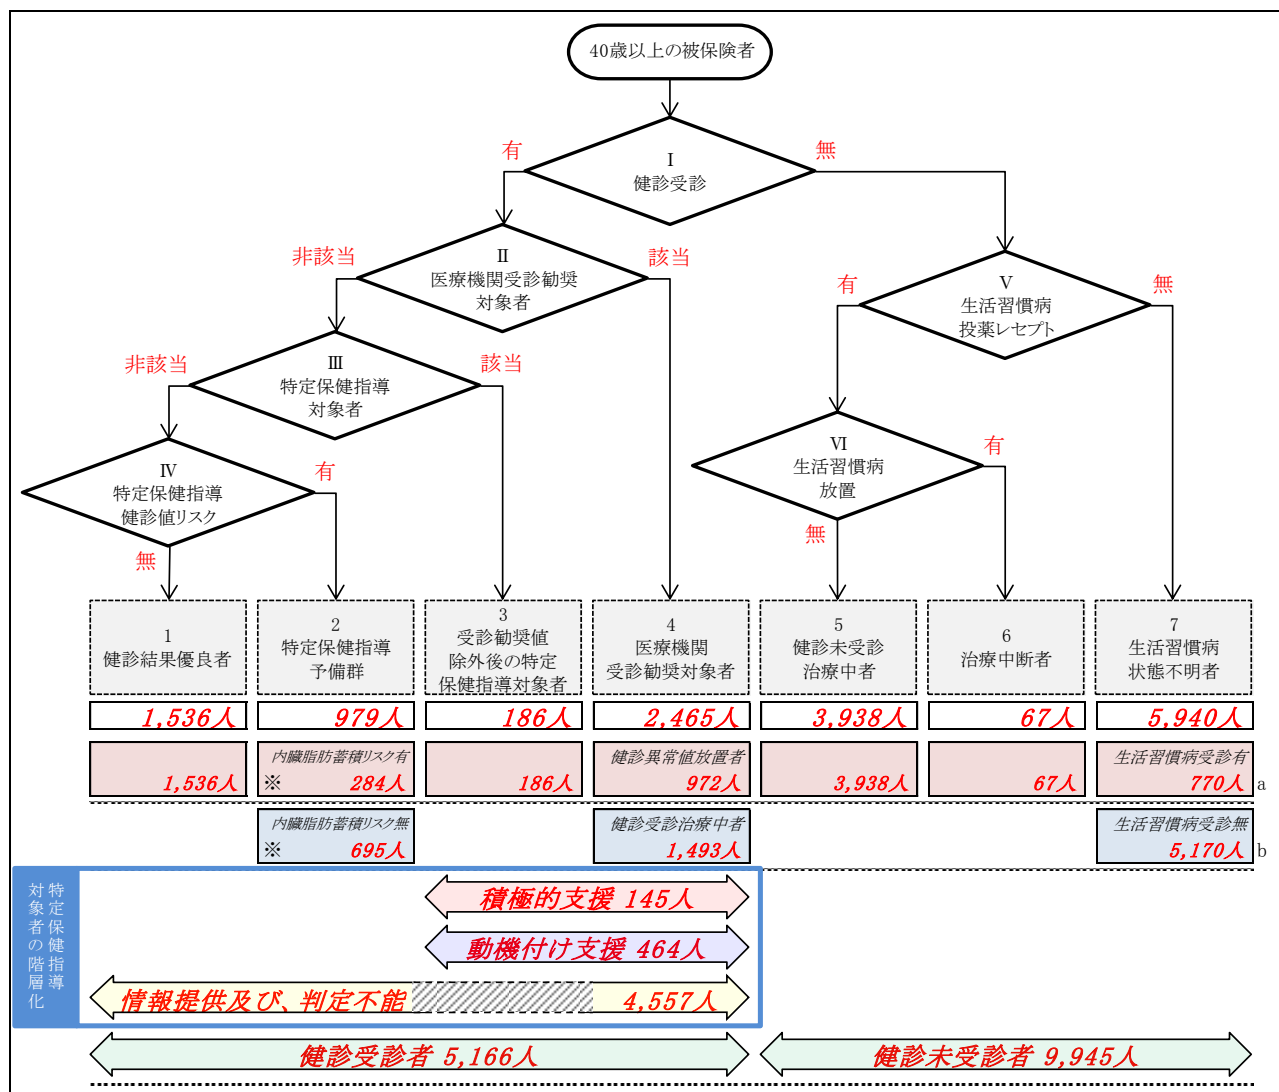 40歳以上の被保険者
Ⅰ
健診受診
有
無
Ⅱ
医療機関受診勧奨
対象者
非該当
該当
Ⅴ
生活習慣病
投薬レセプト
有
無
Ⅲ
特定保健指導
対象者
非該当
該当
Ⅵ
生活習慣病
放置
有
無
Ⅳ
特定保健指導
健診値リスク
有
無
1
健診結果優良者
2
特定保健指導
予備群
3
受診勧奨値
除外後の特定
保健指導対象者
4
医療機関
受診勧奨対象者
5
健診未受診
治療中者
6
治療中断者
7
生活習慣病
状態不明者
1,536人
979人
186人
2,465人
3,938人
67人
5,940人
1,536人
内臓脂肪蓄積リスク有
※ 284人
186人
健診異常値放置者
972人
3,938人
67人
生活習慣病受診有
770人
a
内臓脂肪蓄積リスク無
※ 695人
健診受診治療中者
1,493人
生活習慣病受診無
5,170人
b
特定保健指導
対象者の階層化
積極的支援 145人
動機付け支援 464人
情報提供及び、判定不能 4,557人
健診受診者 5,166人
健診未受診者 9,945人